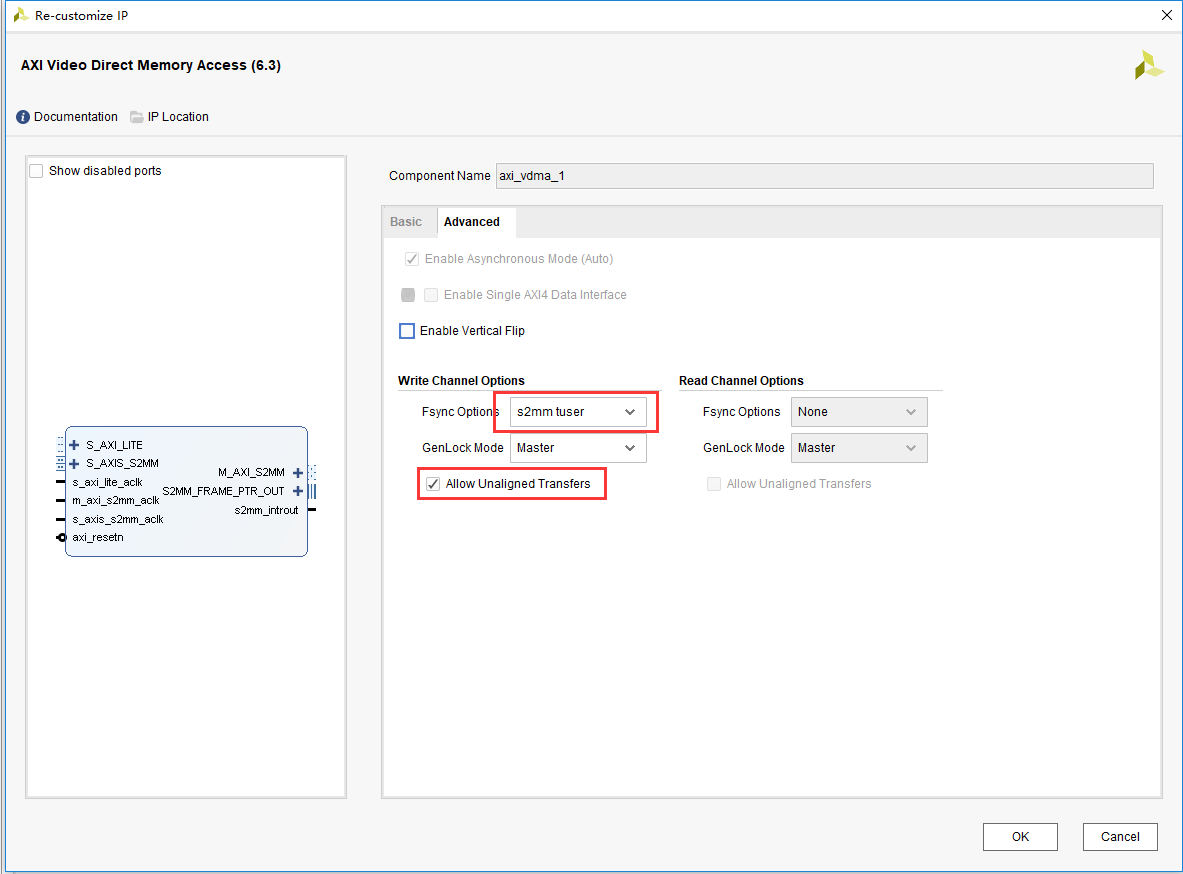 Re-customize IP
AXI Video Direct Memory Access (6.3)
Documentation IP Location
Show disabled ports
S_AXI_LITE
S_AXIS_S2MM
s_axi_lite_aclk
m_axi_s2mm_aclk
s_axis_s2mm_aclk
axi_resetn
M_AXI_S2MM
S2MM_FRAME_PTR_OUT
s2mm_introut
Component Name axi_vdma_1
Basic Advanced
Enable Asynchronous Mode (Auto)
Enable Single AXI4 Data Interface
Enable Vertical Flip
Write Channel Options
Fsync Options s2mm tuser
GenLock Mode Master
Allow Unaligned Transfers
Read Channel Options
Fsync Options None
GenLock Mode Master
Allow Unaligned Transfers
OK Cancel